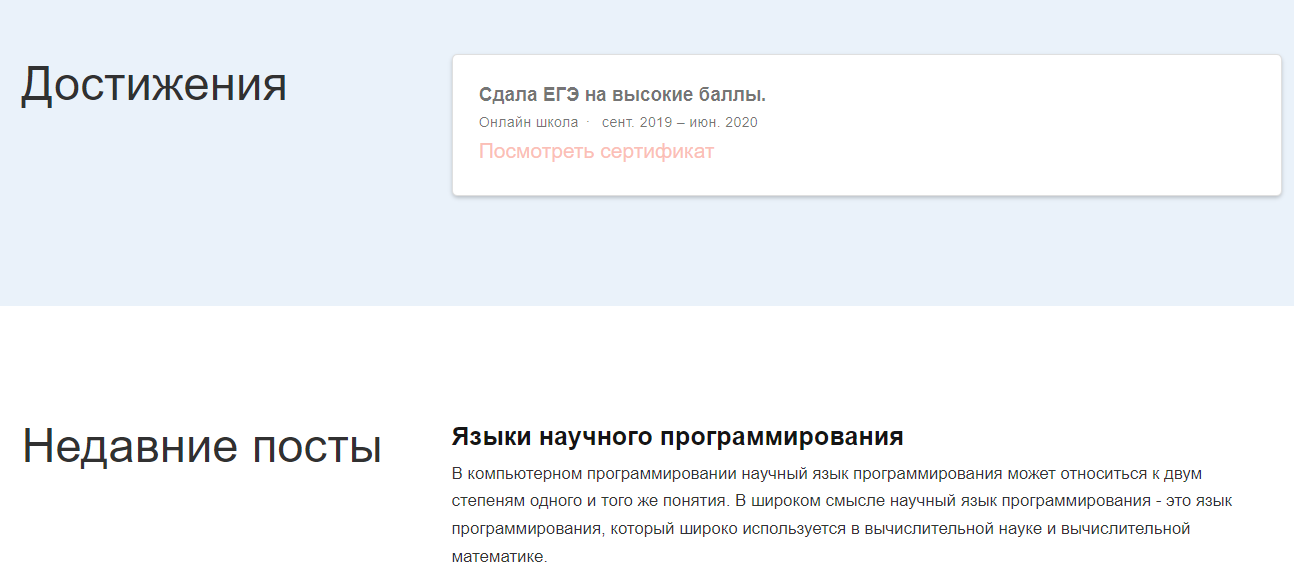 Достижения
Сдала ЕГЭ на высокие баллы.
Онлайн школа · сент. 2019 – июн. 2020
Посмотреть сертификат
Недавние посты
Языки научного программирования
В компьютерном программировании научный язык программирования может относиться к двум
степеням одного и того же понятия. В широком смысле научный язык программирования - это язык
программирования, который широко используется в вычислительной науке и вычислительной
математике.